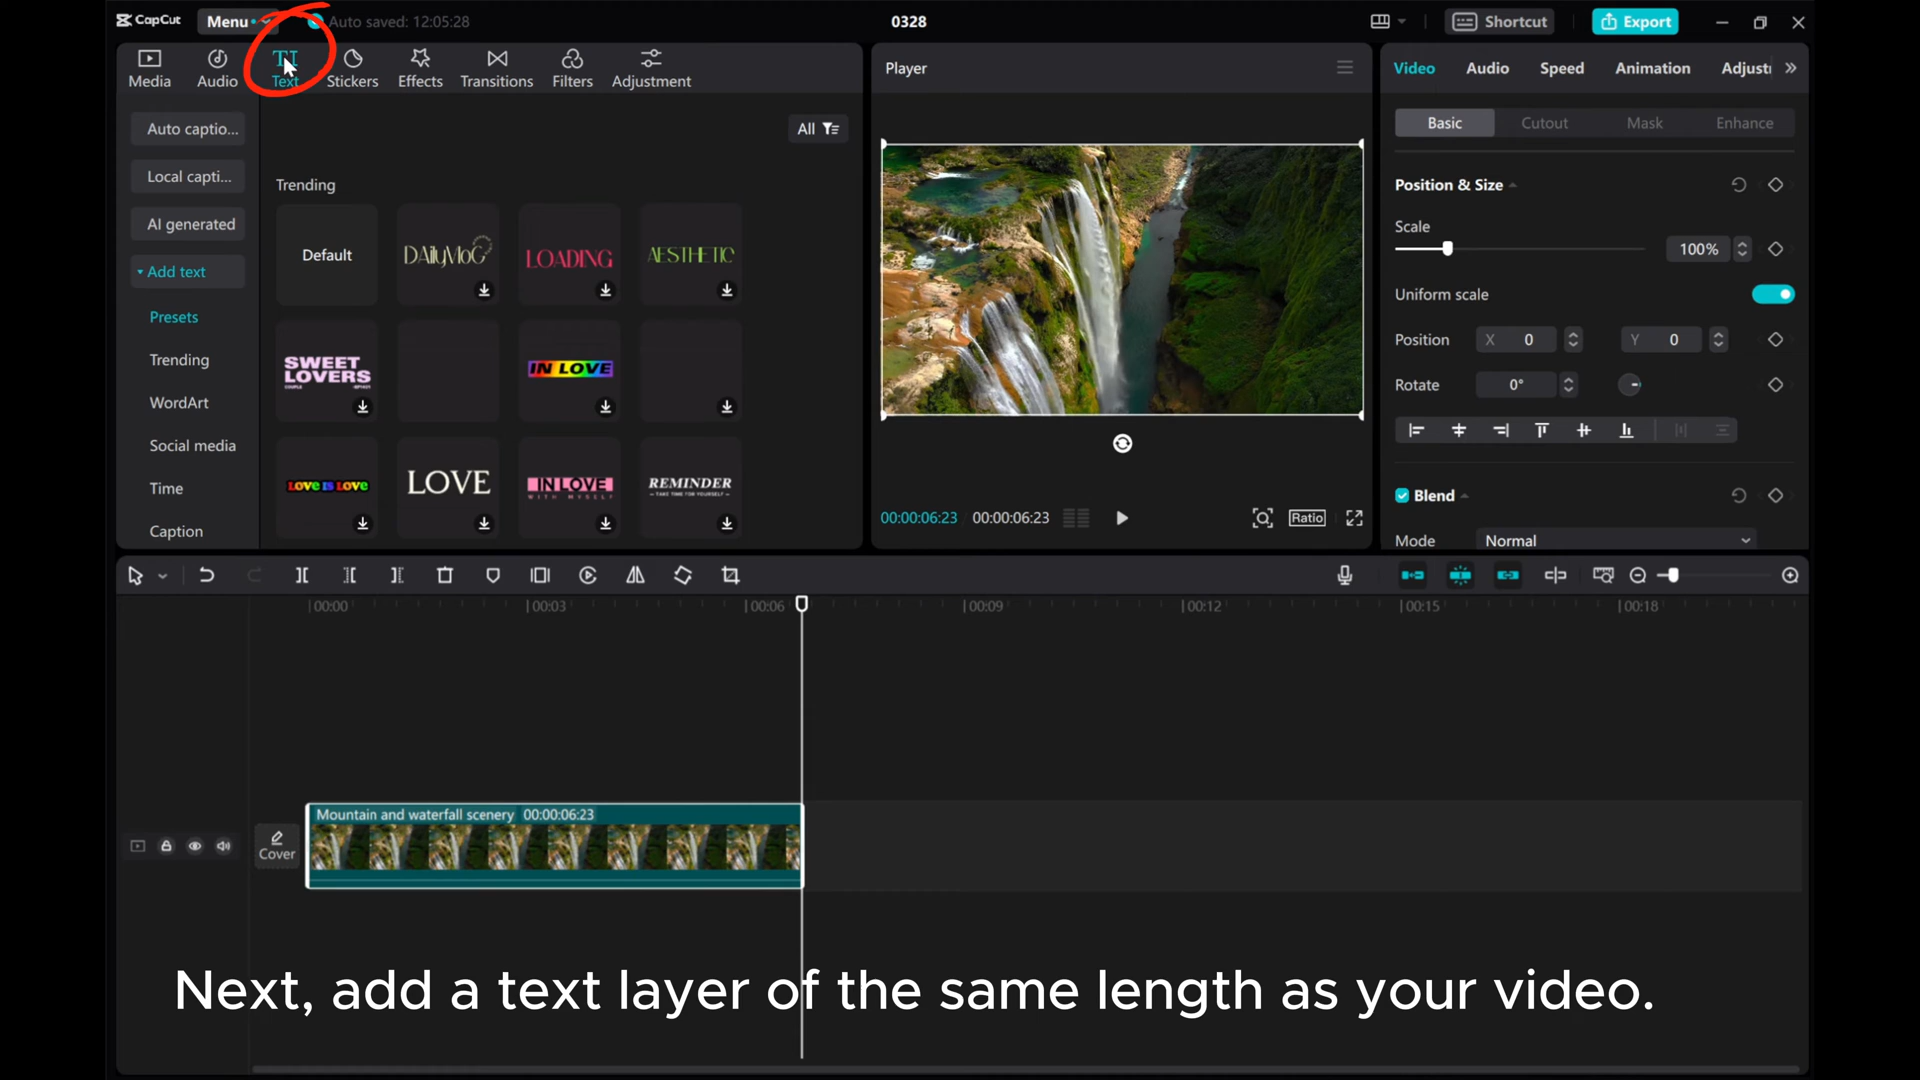 CapCut
Menu
Auto saved: 12:05:28
0328
Shortcut
Export
Media
Audio
Text
Stickers
Effects
Transitions
Filters
Adjustment
Auto captio...
Local capti...
AI generated
Add text
Presets
Trending
WordArt
Social media
Time
Caption
All
Trending
Default
DAilyMoG
LOADING
AESTHETIC
SWEET
LOVERS
IN LOVE
LOVE IS LOVE
LOVE
IN LOVE
WITH MYSELF
REMINDER
– TAKE TIME FOR YOURSELF –
Player
00:00:06:23
00:00:06:23
Ratio
Video
Audio
Speed
Animation
Adjust
Basic
Cutout
Mask
Enhance
Position & Size
Scale
100%
Uniform scale
Position
X 0
Y 0
Rotate
0°
Blend
Mode
Normal
00:00
00:03
00:06
00:09
00:12
00:15
00:18
Mountain and waterfall scenery 00:00:06:23
Cover
Next, add a text layer of the same length as your video.